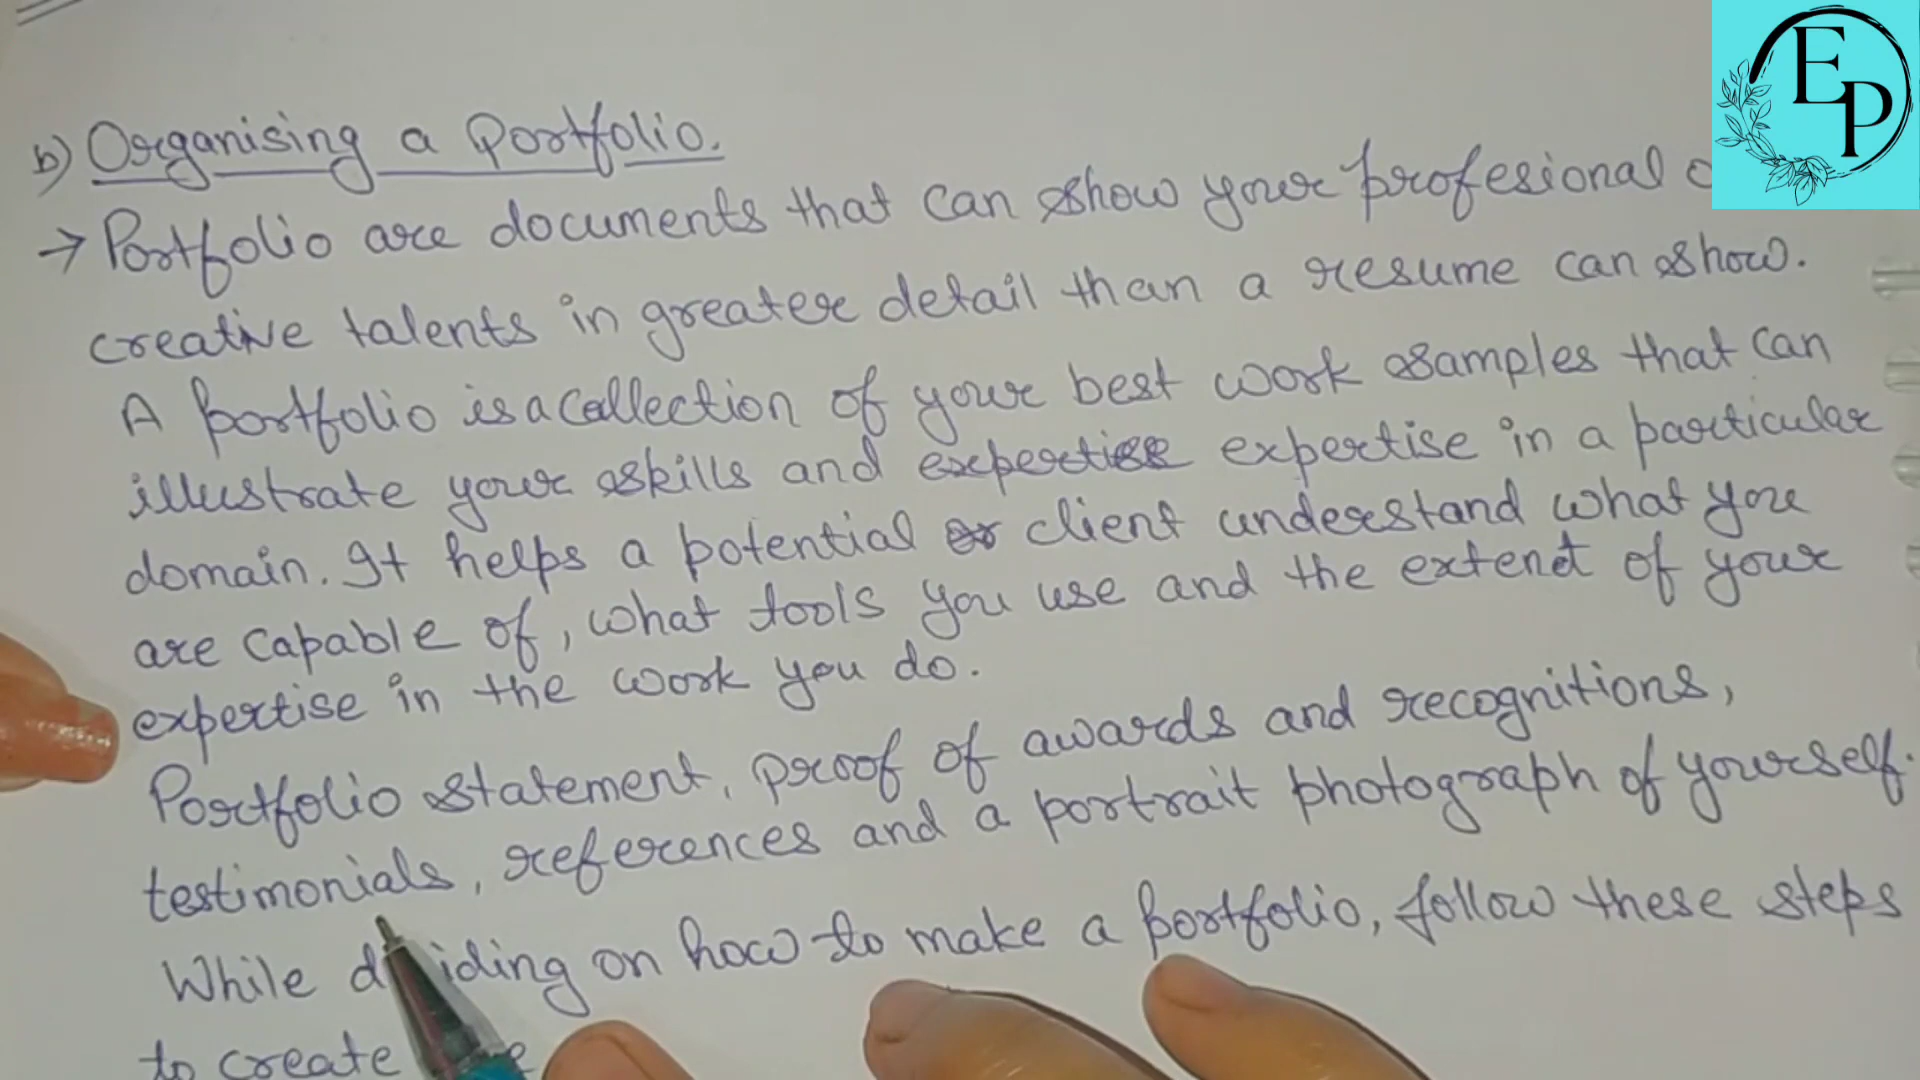 b) Organising a Portfolio.
EP
→ Portfolio are documents that can show your profesional
creative talents in greater detail than a resume can show.
A portfolio is a collection of your best work samples that can
illustrate your skills and expertise expertise in a particular
domain. It helps a potential or client understand what you
are capable of, what tools you use and the extent of your
expertise in the work you do.
Portfolio statement, proof of awards and recognitions,
testimonials, references and a portrait photograph of yourself.
While on how to make a portfolio, follow these steps
to create